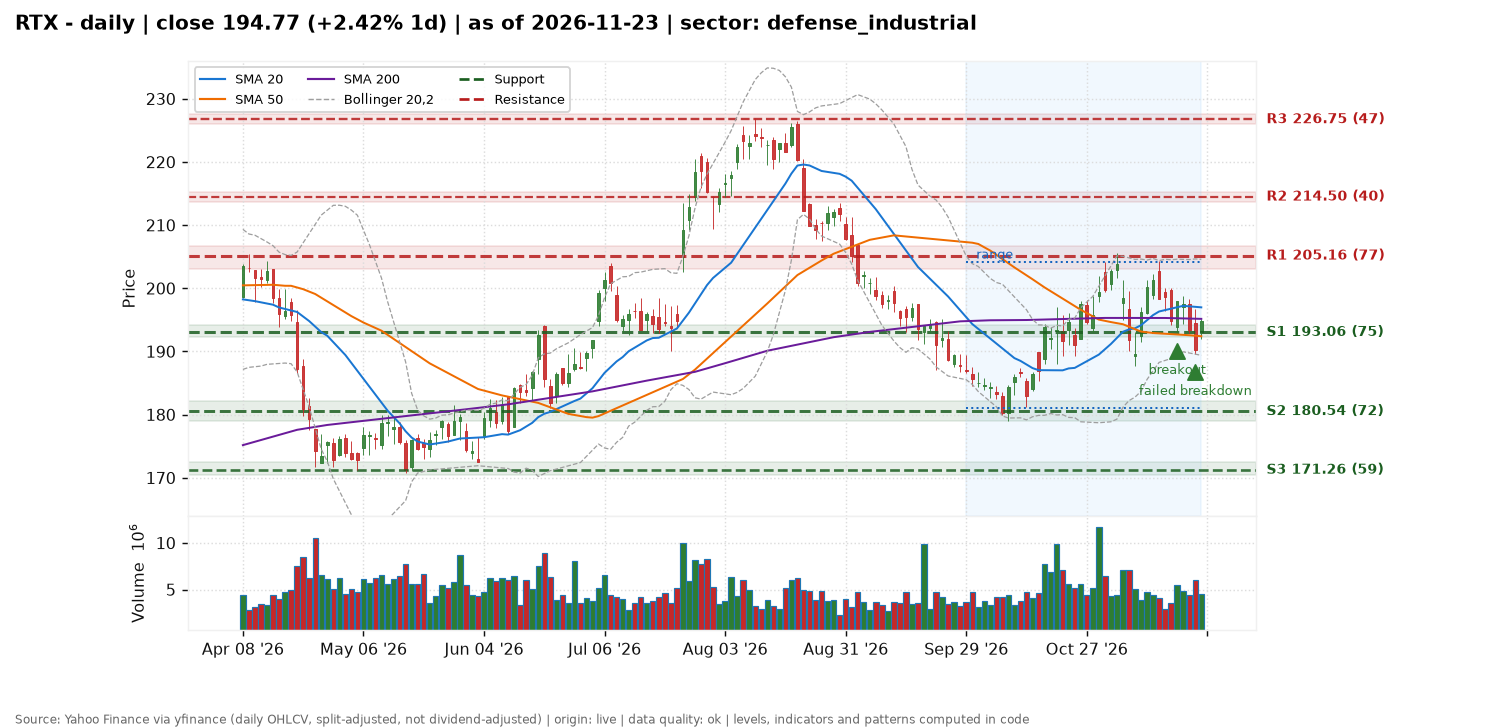 RTX - daily | close 194.77 (+2.42% 1d) | as of 2026-11-23 | sector: defense_industrial
SMA 20
SMA 50
SMA 200
Bollinger 20,2
Support
Resistance
Price
230
220
210
200
190
180
170
R3 226.75 (47)
R2 214.50 (40)
R1 205.16 (77)
S1 193.06 (75)
S2 180.54 (72)
S3 171.26 (59)
range
breakout
failed breakdown
Volume 10⁶
10
5
Apr 08 '26
May 06 '26
Jun 04 '26
Jul 06 '26
Aug 03 '26
Aug 31 '26
Sep 29 '26
Oct 27 '26
Source: Yahoo Finance via yfinance (daily OHLCV, split-adjusted, not dividend-adjusted) | origin: live | data quality: ok | levels, indicators and patterns computed in code